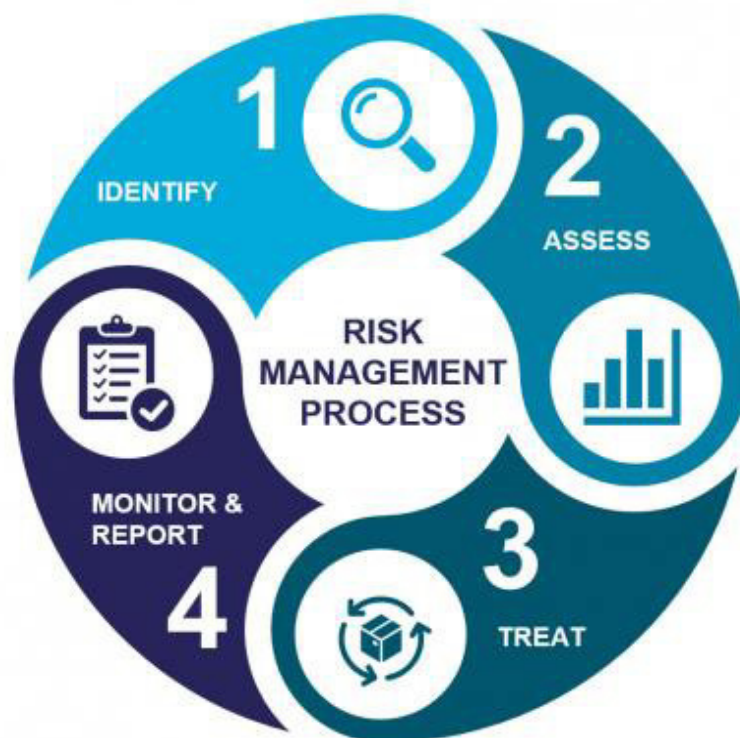 1
IDENTIFY
2
ASSESS
RISK
MANAGEMENT
PROCESS
3
TREAT
MONITOR &
REPORT
4